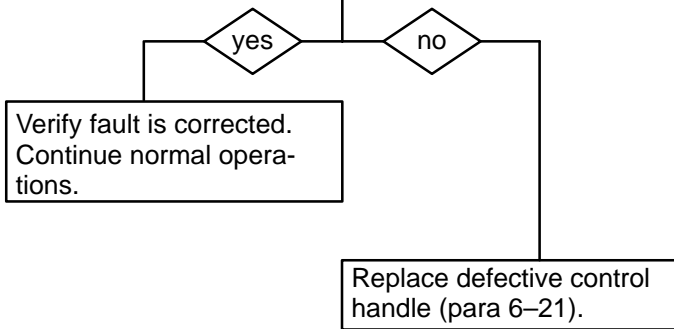 yes
no
Verify fault is corrected.
Continue normal opera-
tions.
Replace defective control
handle (para 6–21).